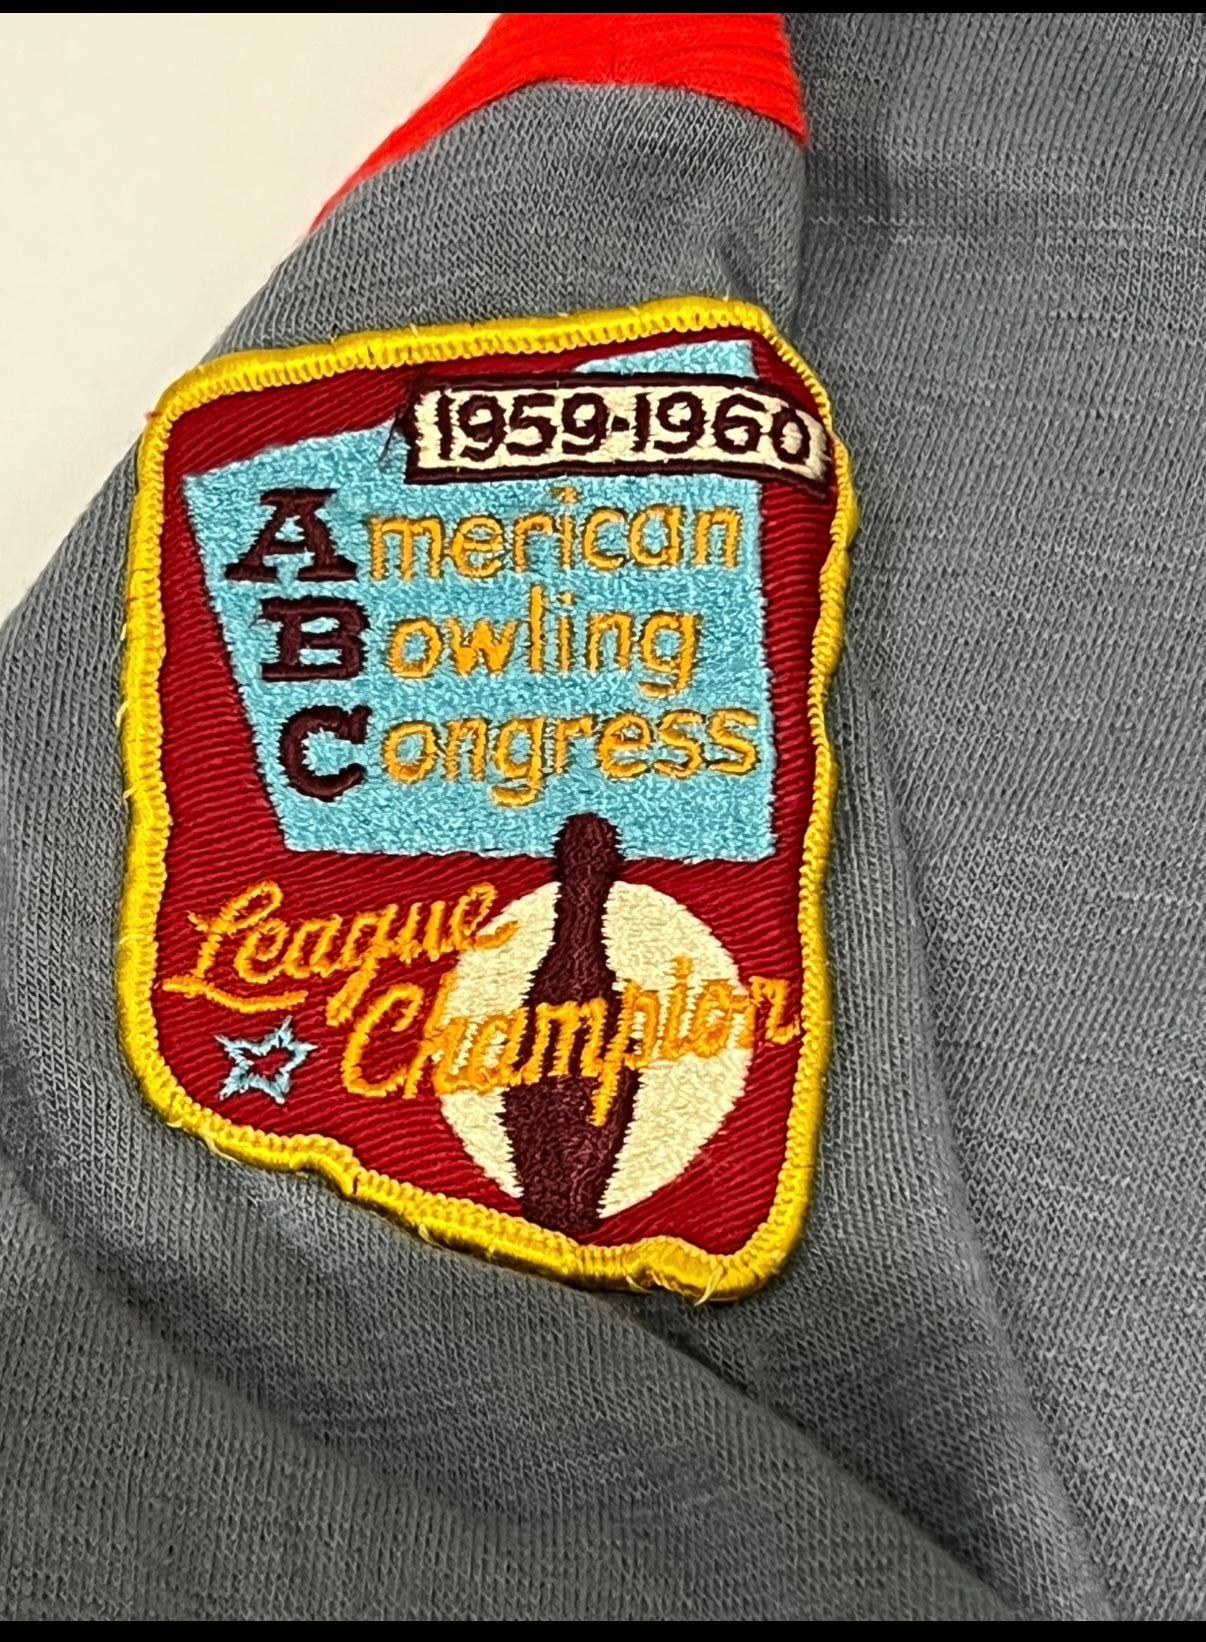 1959-1960
American
Bowling
Congress
League
Champion